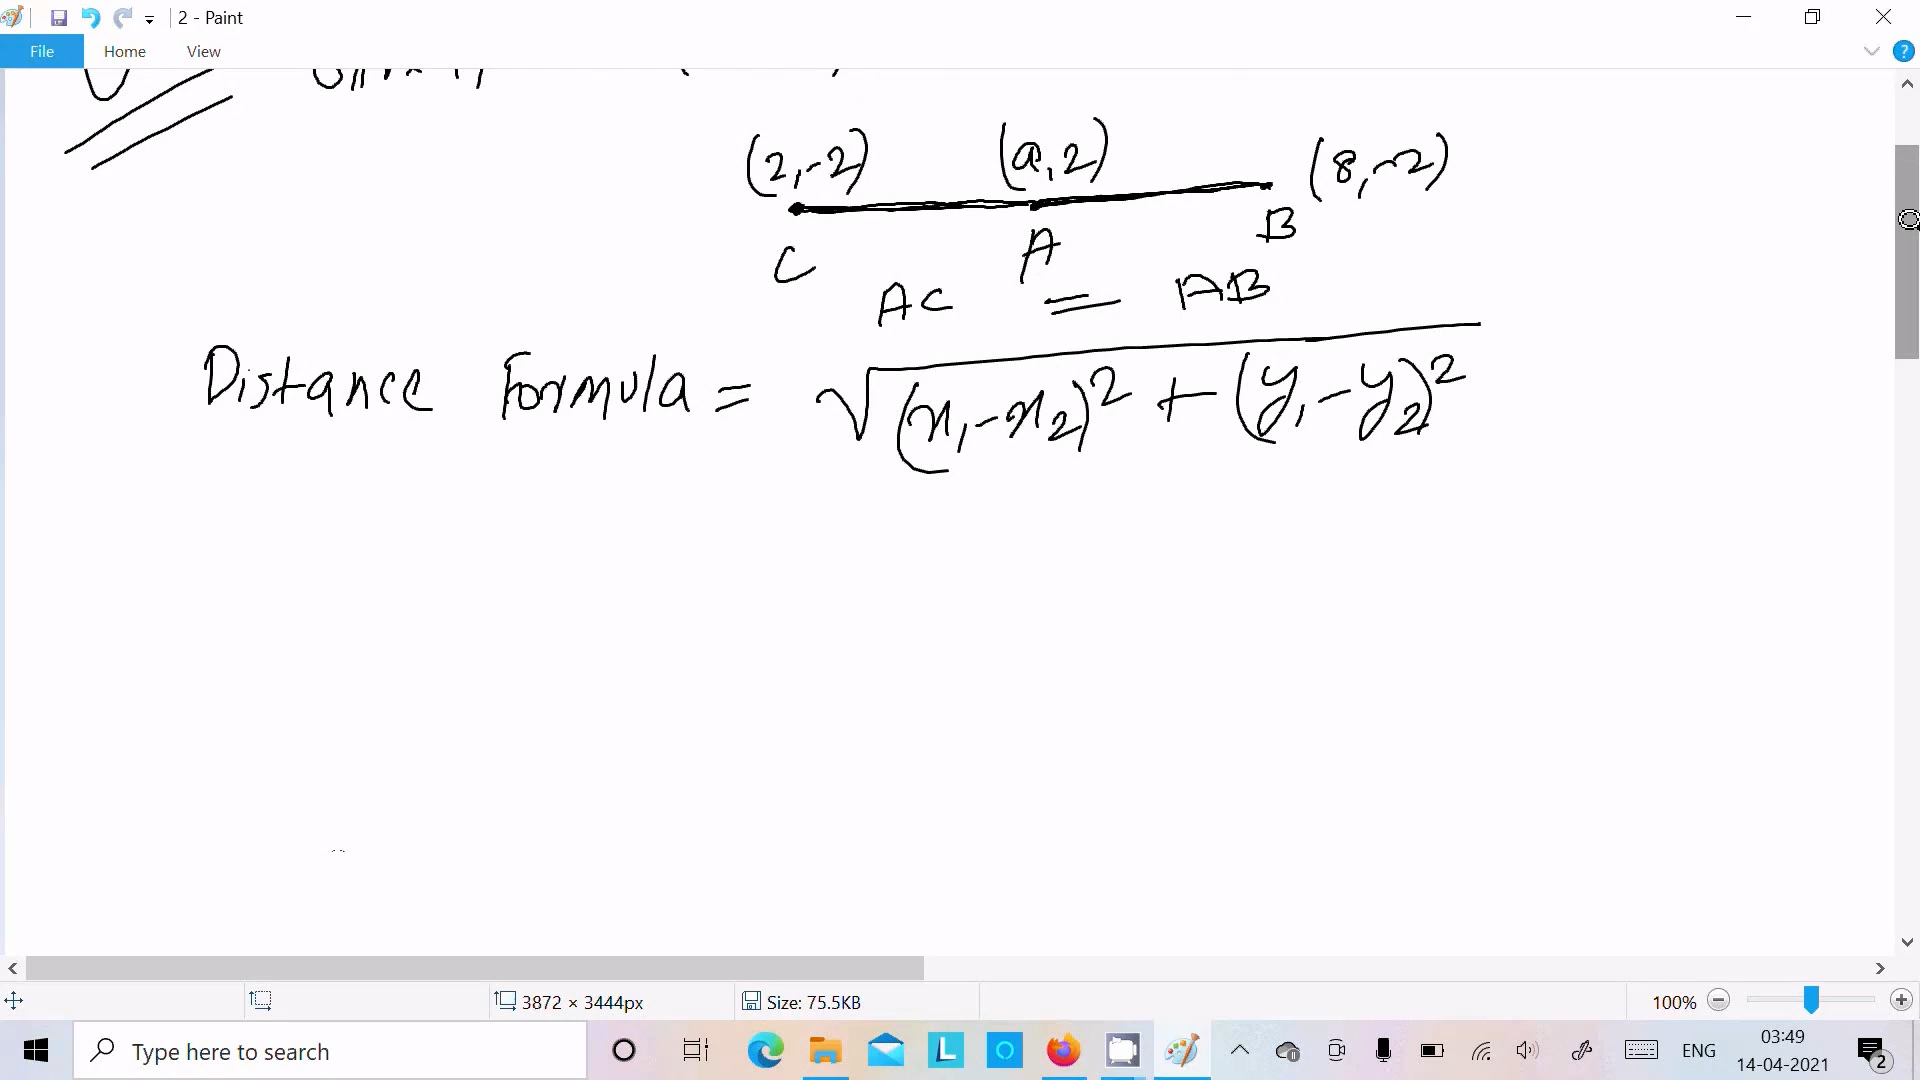 2 - Paint
File Home View
(2,-2) (a,2) (8,-2)
C A B
AC = AB
Distance Formula = √(x₁-x₂)² + (y₁-y₂)²
3872 × 3444px Size: 75.5KB 100%
Type here to search
ENG 03:49
14-04-2021
2